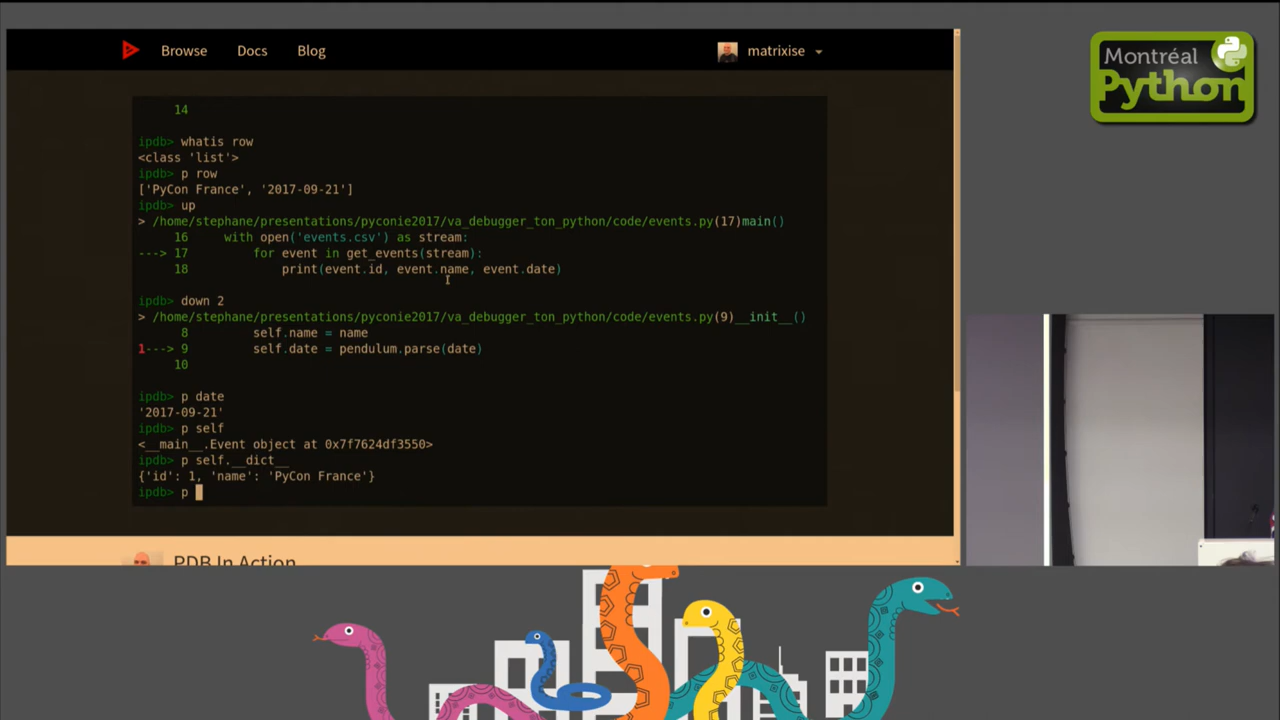 Browse Docs Blog matrixise
Montréal
Python
14
ipdb> whatis row
<class 'list'>
ipdb> p row
['PyCon France', '2017-09-21']
ipdb> up
> /home/stephane/presentations/pyconie2017/va_debugger_ton_python/code/events.py(17)main()
16 with open('events.csv') as stream:
---> 17 for event in get_events(stream):
18 print(event.id, event.name, event.date)
ipdb> down 2
> /home/stephane/presentations/pyconie2017/va_debugger_ton_python/code/events.py(9)__init__()
8 self.name = name
1---> 9 self.date = pendulum.parse(date)
10
ipdb> p date
'2017-09-21'
ipdb> p self
<__main__.Event object at 0x7f7624df3550>
ipdb> p self.__dict__
{'id': 1, 'name': 'PyCon France'}
ipdb> p
PDB In Action